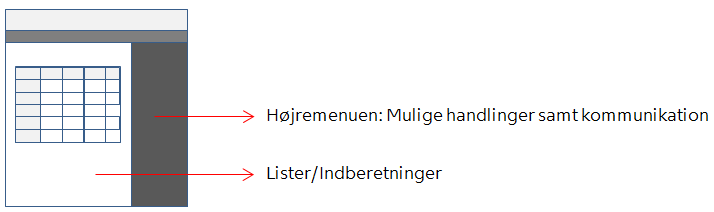 Højremenuen: Mulige handlinger samt kommunikation
Lister/Indberetninger